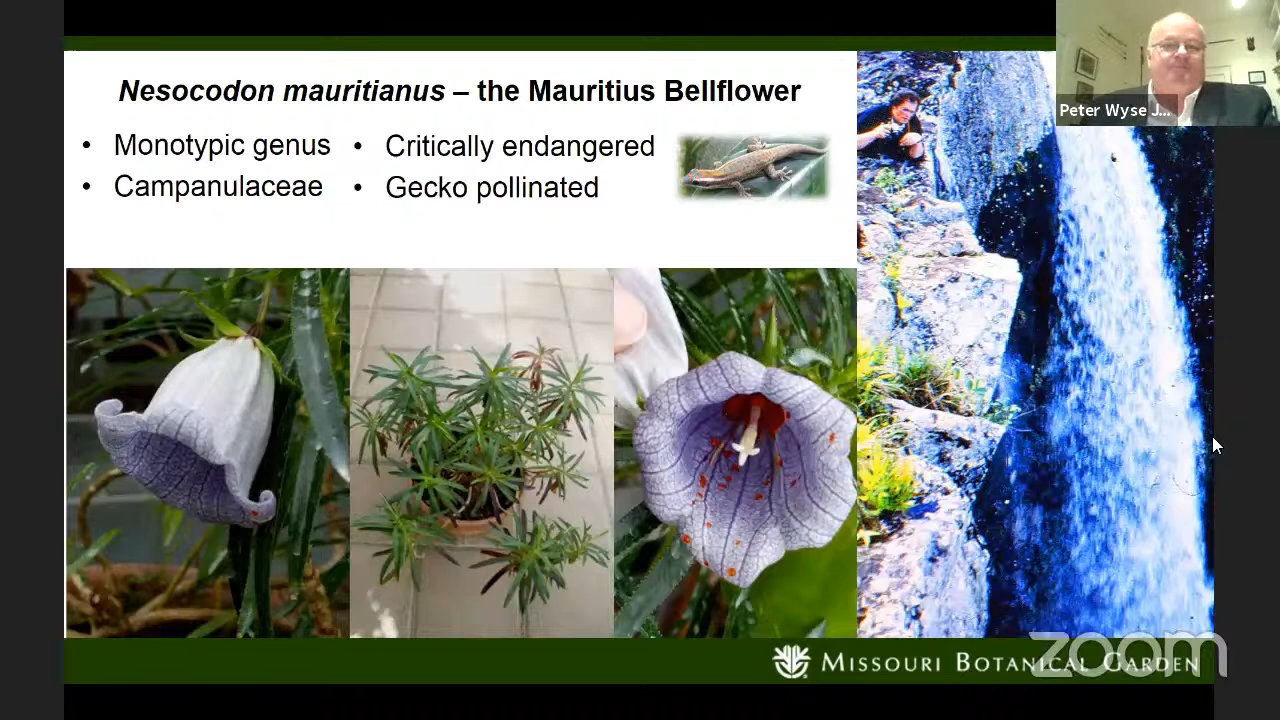 Nesocodon mauritianus – the Mauritius Bellflower
• Monotypic genus
• Campanulaceae
• Critically endangered
• Gecko pollinated
Peter Wyse J...
MISSOURI BOTANICAL GARDEN
zoom